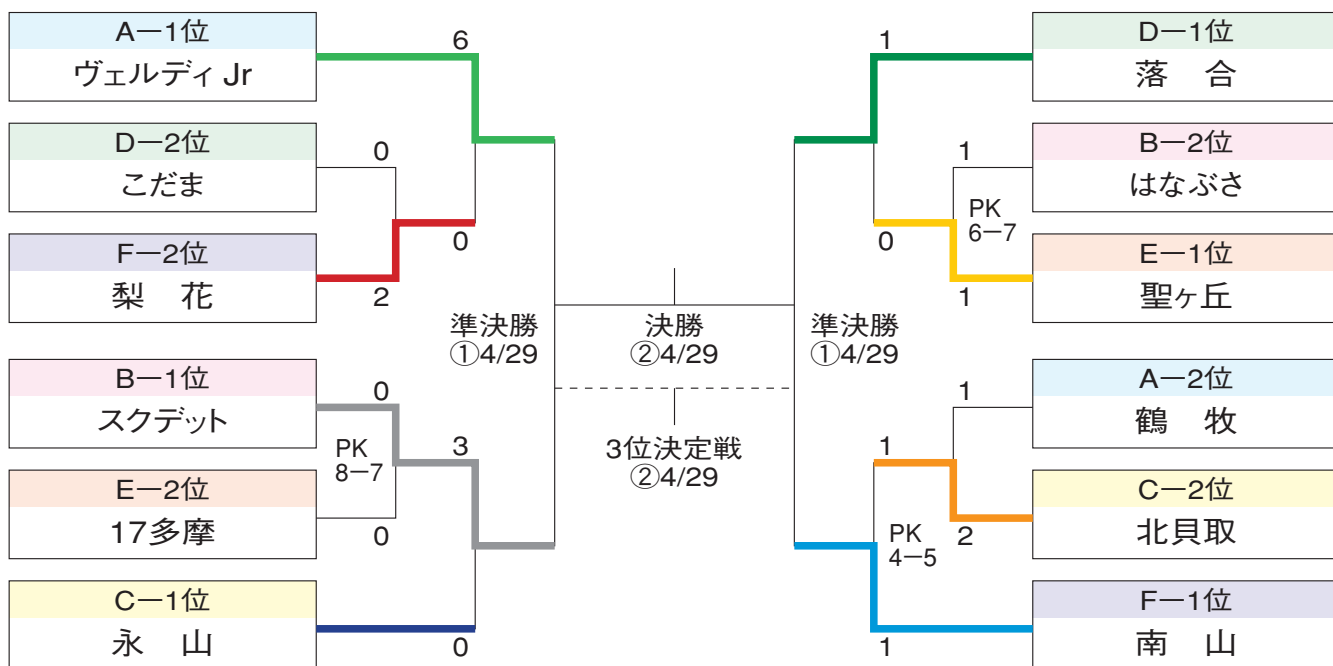 A−1位
ヴェルディ Jr
D−2位
こだま
F−2位
梨 花
B−1位
スクデット
E−2位
17多摩
C−1位
永 山
6
0
2
0
0
PK
8−7
0
3
0
準決勝
①4/29
決勝
②4/29
3位決定戦
②4/29
準決勝
①4/29
1
0
1
PK
6−7
1
1
1
2
PK
4−5
1
D−1位
落 合
B−2位
はなぶさ
E−1位
聖ヶ丘
A−2位
鶴 牧
C−2位
北貝取
F−1位
南 山